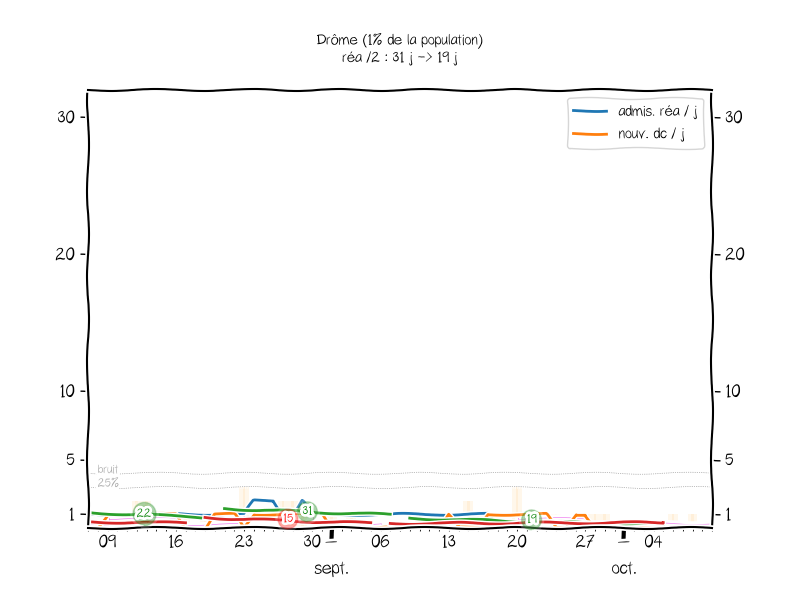 Drôme (1% de la population)
réa /2 : 31 j -> 19 j
admis. réa / j
nouv. dc / j
30
30
20
20
10
10
5
5
bruit
25%
1
1
22
15
31
19
09 16 23 30 06 13 20 27 04
sept. oct.